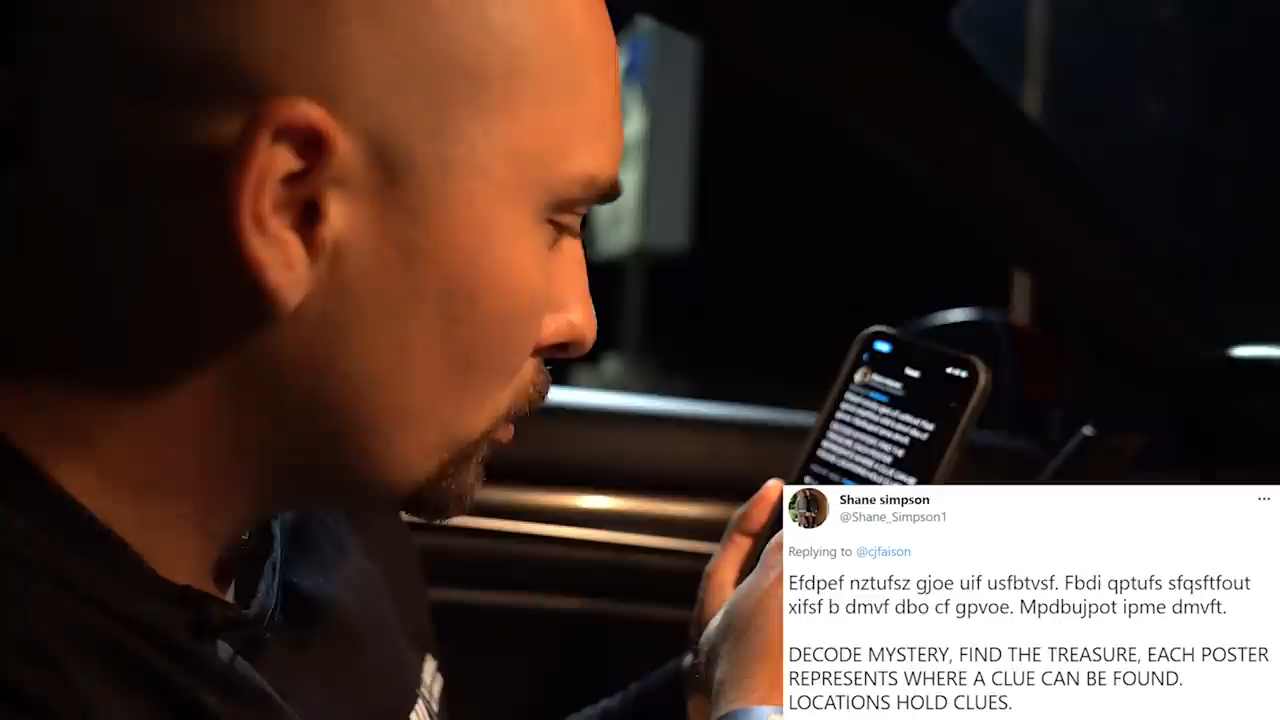 Shane simpson
@Shane_Simpson1
Replying to @cjfaison
Efdpef nztufsz gjoe uif usfbtvsf. Fbdi qptufs sfqsftfout
xifsf b dmvf dbo cf gpvoe. Mpdbujpot ipme dmvft.
DECODE MYSTERY, FIND THE TREASURE, EACH POSTER
REPRESENTS WHERE A CLUE CAN BE FOUND.
LOCATIONS HOLD CLUES.